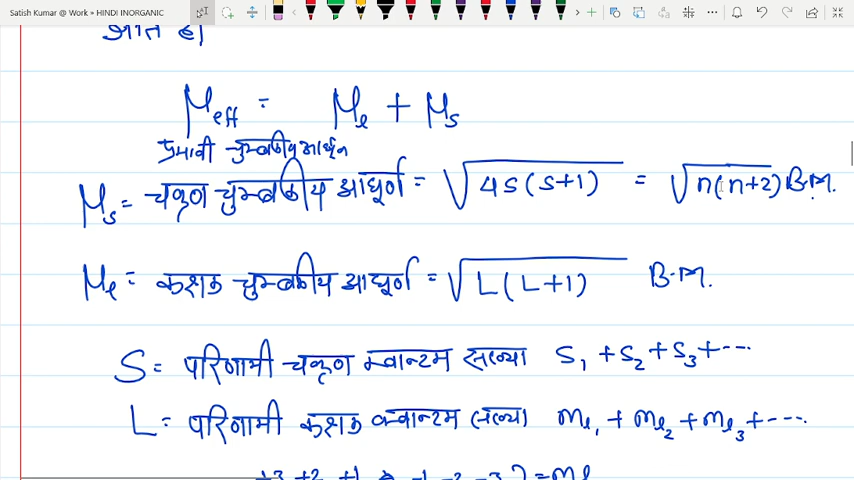 Satish Kumar @ Work » HINDI INORGANIC
μeff = μl + μs
प्रभावी चुम्बकीय आघूर्ण
μs = चक्रण चुम्बकीय आघूर्ण = √4S(S+1) = √n(n+2) B.M.
μl = कक्षक चुम्बकीय आघूर्ण = √L(L+1) B.M.
S = परिणामी चक्रण क्वान्टम संख्या S1 + S2 + S3 + ---
L = परिणामी कक्षक क्वान्टम संख्या ml1 + ml2 + ml3 + ----